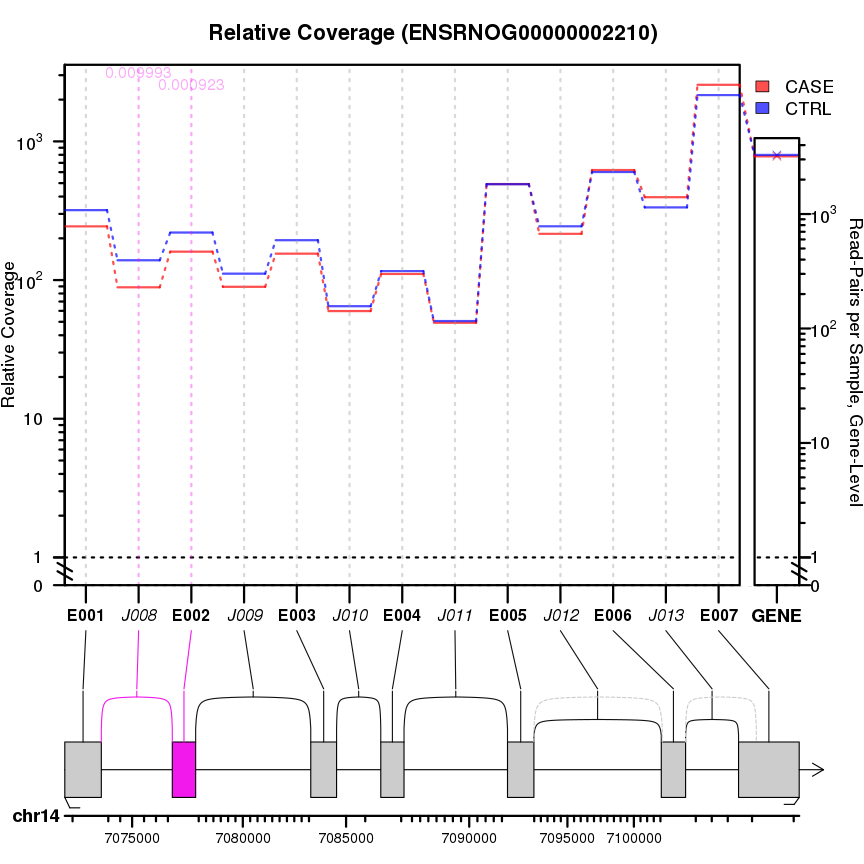 Relative Coverage (ENSRNOG00000002210)
0.009993
0.000923
CASE
CTRL
Relative Coverage
10³
10²
10
1
0
10³
10²
10
1
0
Read-Pairs per Sample, Gene-Level
E001 J008 E002 J009 E003 J010 E004 J011 E005 J012 E006 J013 E007 GENE
chr14
7075000 7080000 7085000 7090000 7095000 7100000